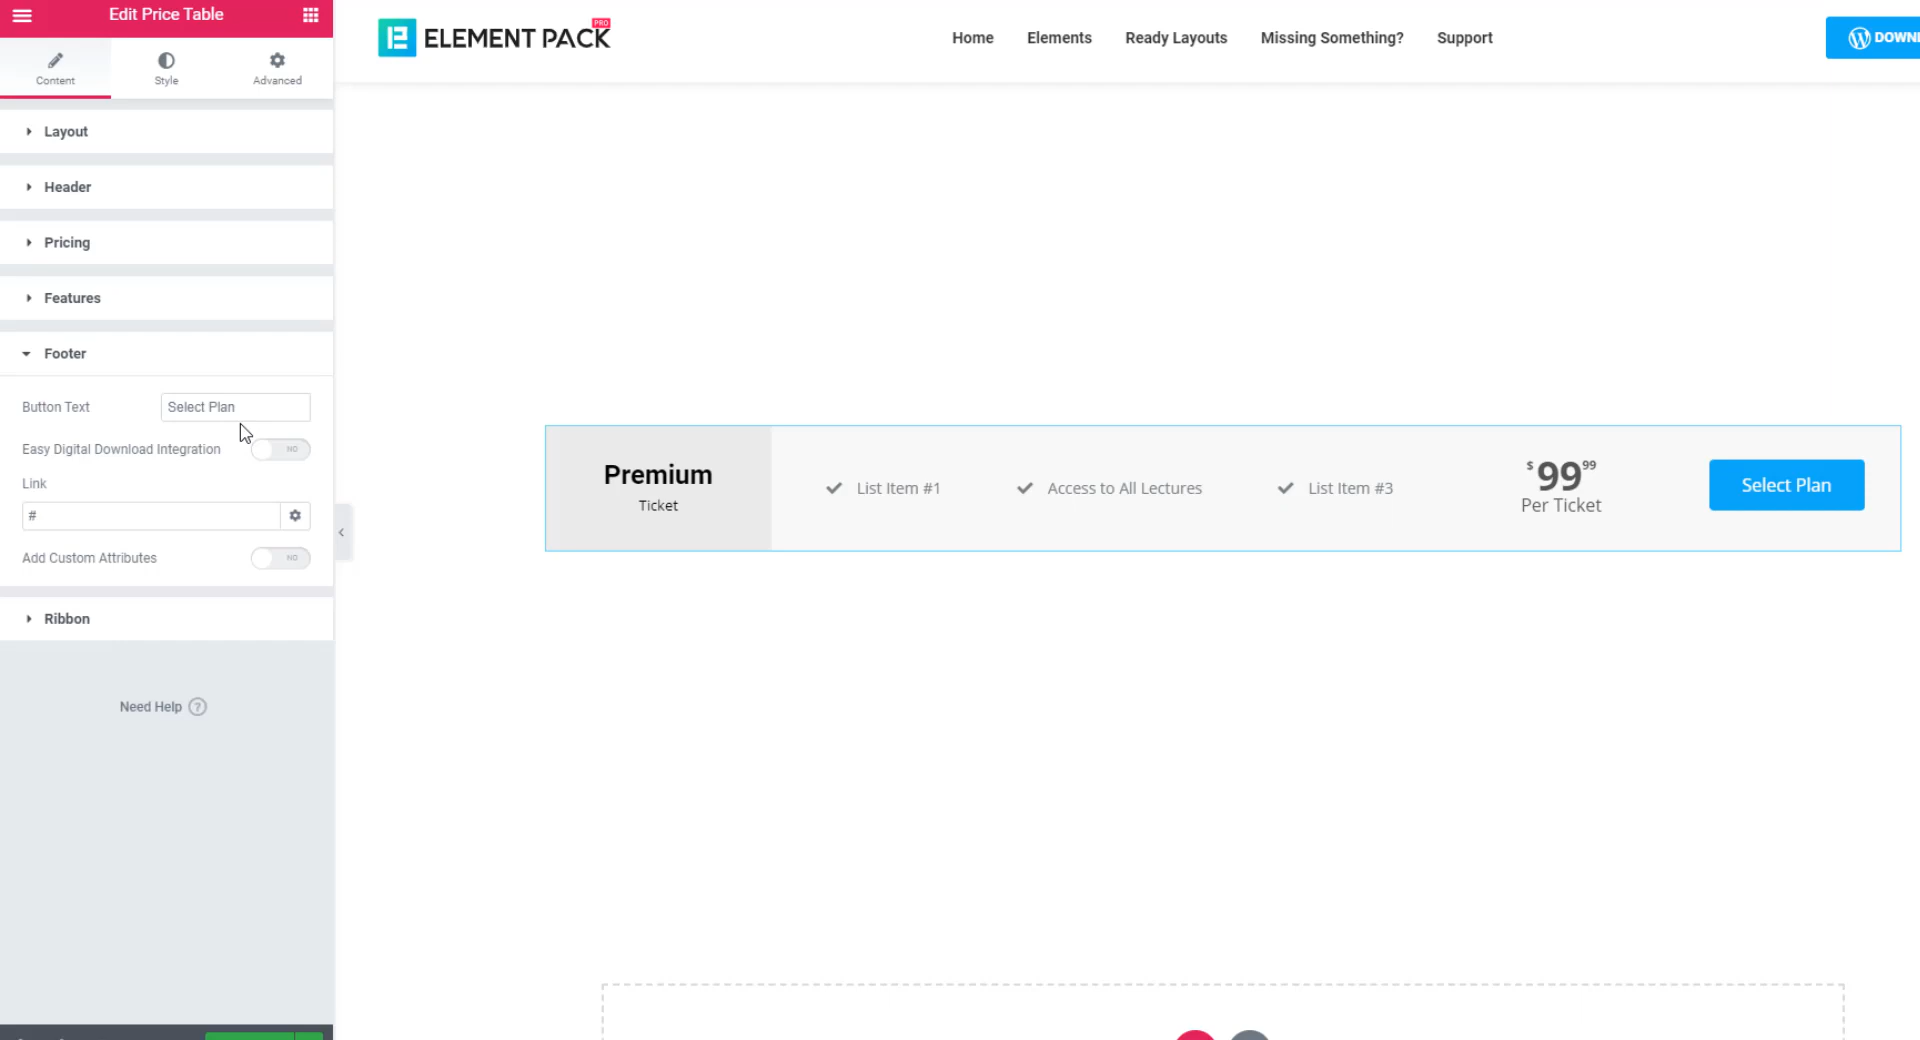 Edit Price Table
Content
Style
Advanced
Layout
Header
Pricing
Features
Footer
Button Text
Select Plan
Easy Digital Download Integration
NO
Link
#
Add Custom Attributes
NO
Ribbon
Need Help ?
ELEMENT PACK
PRO
Home
Elements
Ready Layouts
Missing Something?
Support
Premium
Ticket
List Item #1
Access to All Lectures
List Item #3
$99 99
Per Ticket
Select Plan